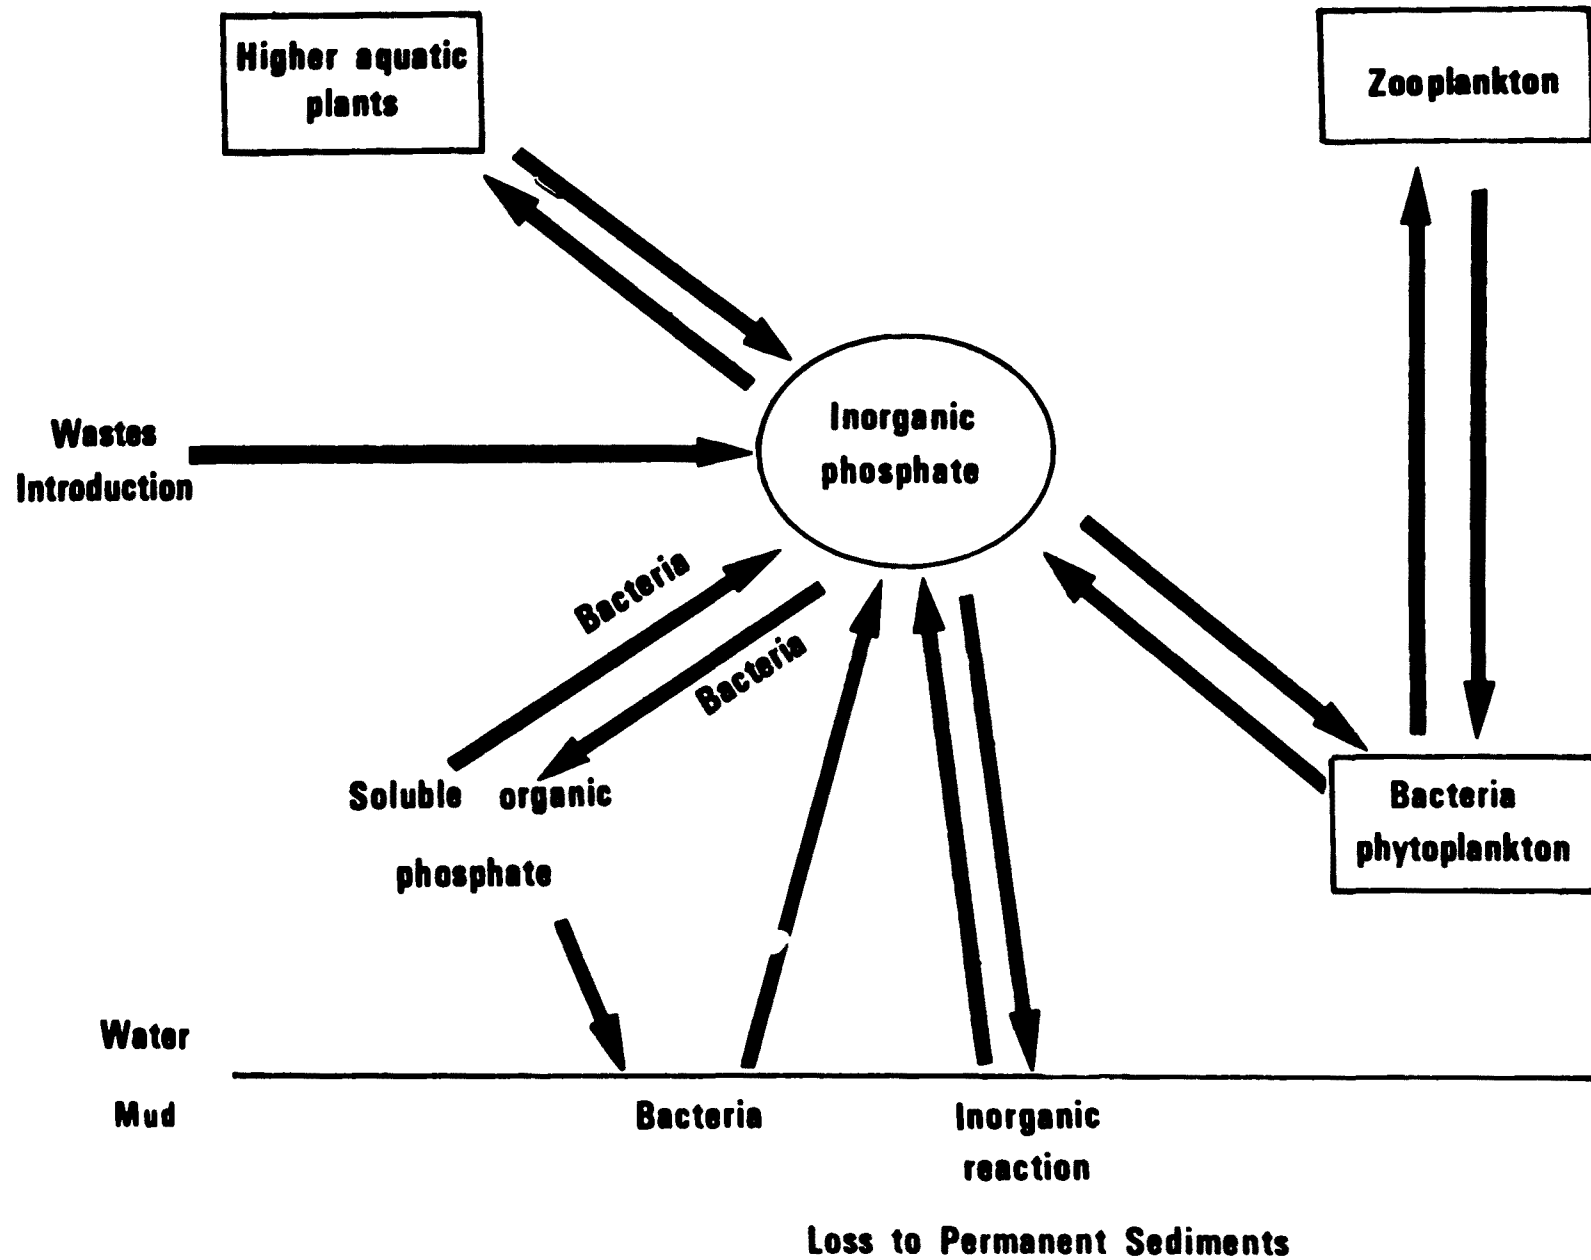 Higher aquatic
plants
Zooplankton
Inorganic
phosphate
Wastes
Introduction
Bacteria
Bacteria
Soluble organic
phosphate
Bacteria
phytoplankton
Water
Mud
Bacteria
Inorganic
reaction
Loss to Permanent Sediments